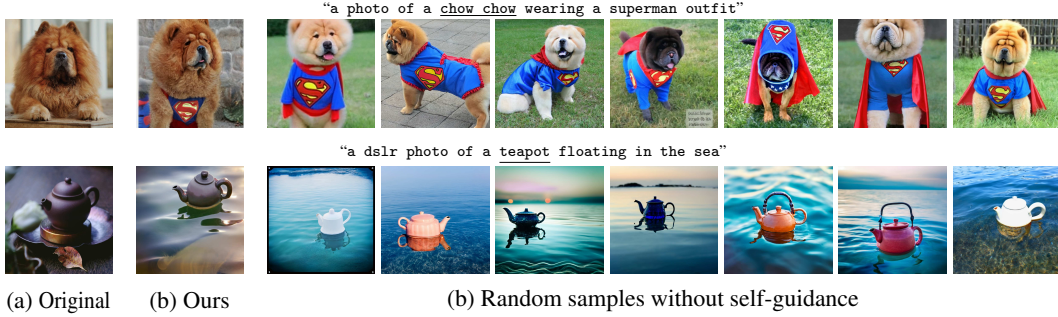 “a photo of a chow chow wearing a superman outfit”
“a dslr photo of a teapot floating in the sea”
(a) Original
(b) Ours
(b) Random samples without self-guidance